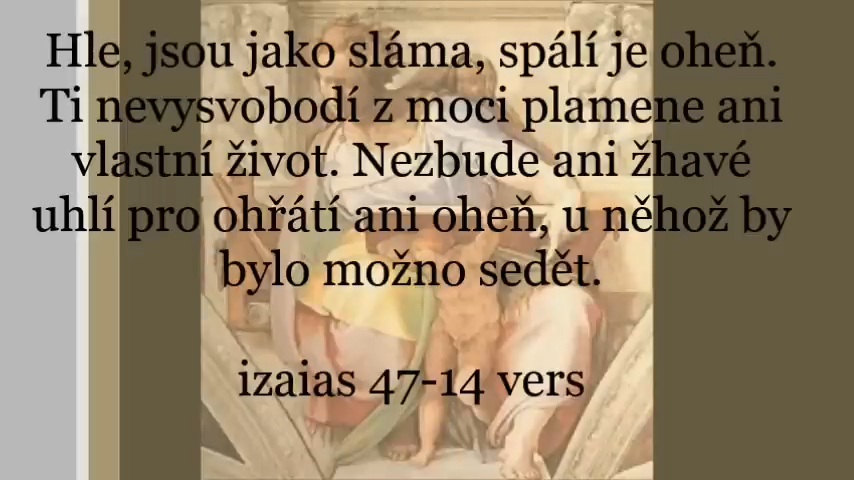 Hle, jsou jako sláma, spálí je oheň.
Ti nevysvobodí z moci plamene ani
vlastní život. Nezbude ani žhavé
uhlí pro ohřátí ani oheň, u něhož by
bylo možno sedět.
izaias 47-14 vers